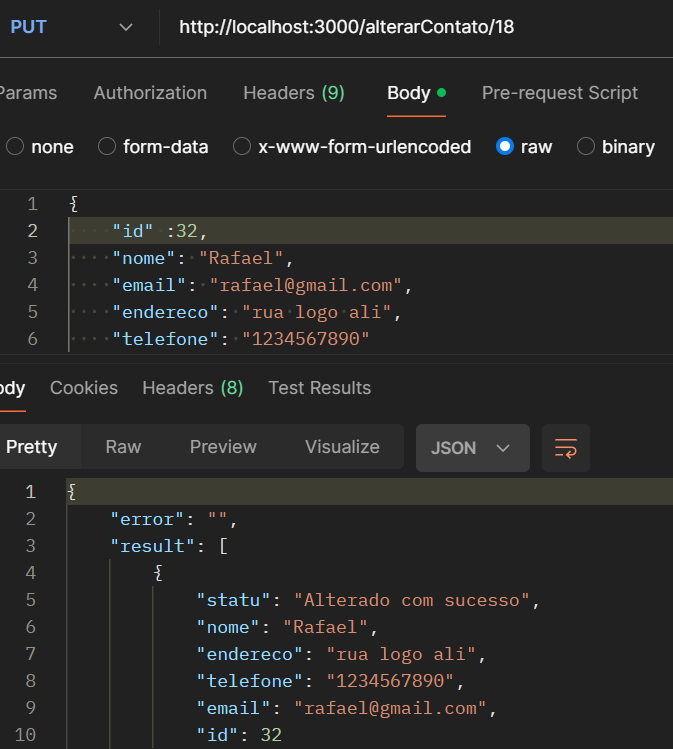 PUT http://localhost:3000/alterarContato/18
Params Authorization Headers (9) Body Pre-request Script
none form-data x-www-form-urlencoded raw binary
1 {
2 "id" :32,
3 "nome": "Rafael",
4 "email": "rafael@gmail.com",
5 "endereco": "rua logo ali",
6 "telefone": "1234567890"
ody Cookies Headers (8) Test Results
Pretty Raw Preview Visualize JSON
1 {
2 "error": "",
3 "result": [
4 {
5 "statu": "Alterado com sucesso",
6 "nome": "Rafael",
7 "endereco": "rua logo ali",
8 "telefone": "1234567890",
9 "email": "rafael@gmail.com",
10 "id": 32